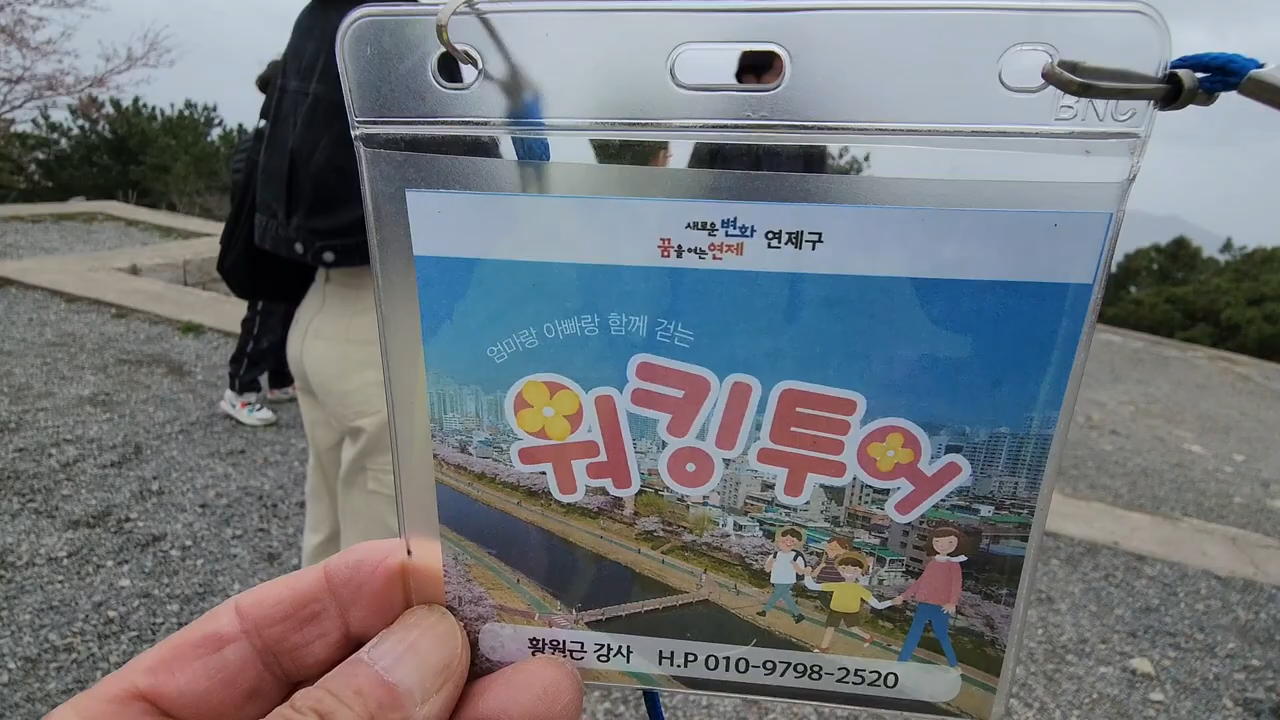 BNC
새로운 변화
꿈을 여는 연제 연제구
엄마랑 아빠랑 함께 걷는
워킹투어
황원근 강사 H.P 010-9798-2520